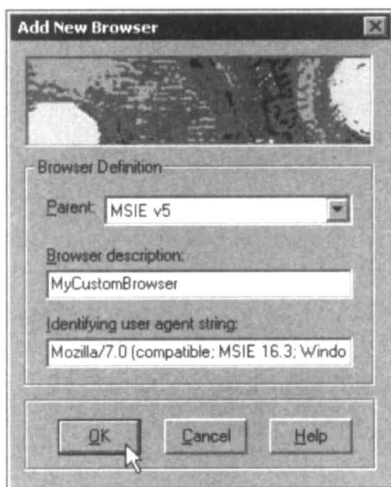 Add New Browser
Browser Definition
Parent: MSIE v5
Browser description:
MyCustomBrowser
Identifying user agent string:
Mozilla/7.0 (compatible; MSIE 16.3; Windo
OK Cancel Help